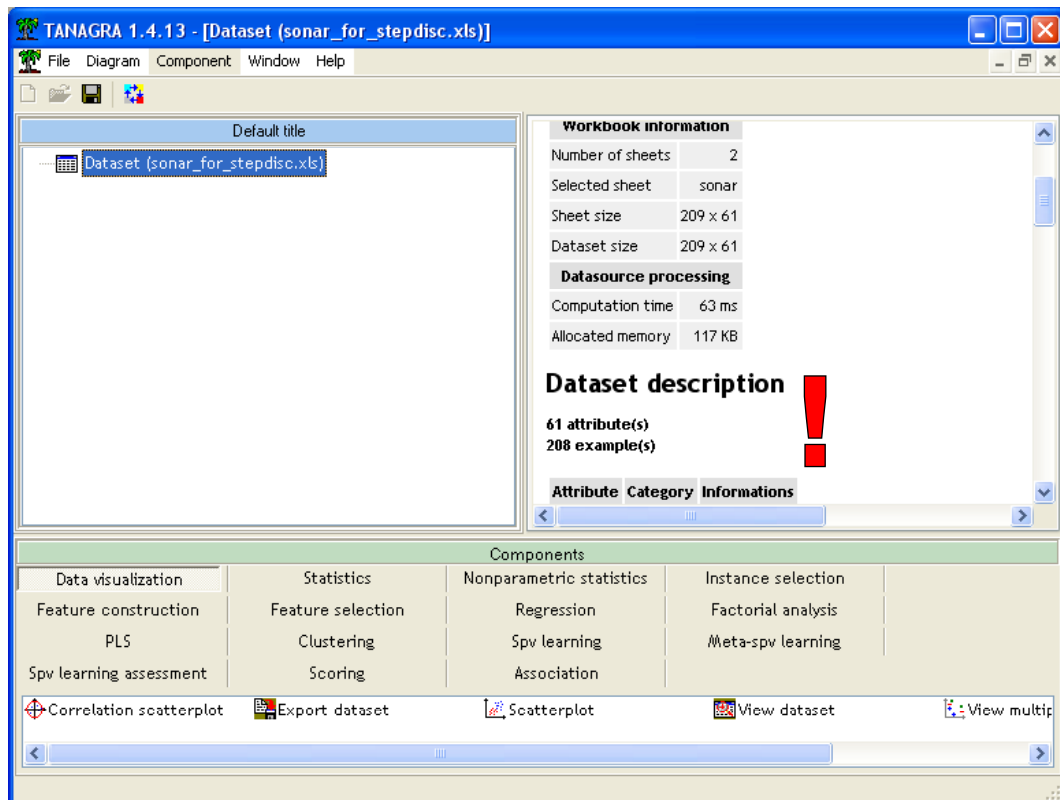 TANAGRA 1.4.13 - [Dataset (sonar_for_stepdisc.xls)]
File Diagram Component Window Help
Default title
Dataset (sonar_for_stepdisc.xls)
Workbook information
Number of sheets 2
Selected sheet sonar
Sheet size 209 x 61
Dataset size 209 x 61
Datasource processing
Computation time 63 ms
Allocated memory 117 KB
Dataset description
!
61 attribute(s)
208 example(s)
Attribute Category Informations
Components
Data visualization Statistics Nonparametric statistics Instance selection
Feature construction Feature selection Regression Factorial analysis
PLS Clustering Spv learning Meta-spv learning
Spv learning assessment Scoring Association
Correlation scatterplot Export dataset Scatterplot View dataset View multip